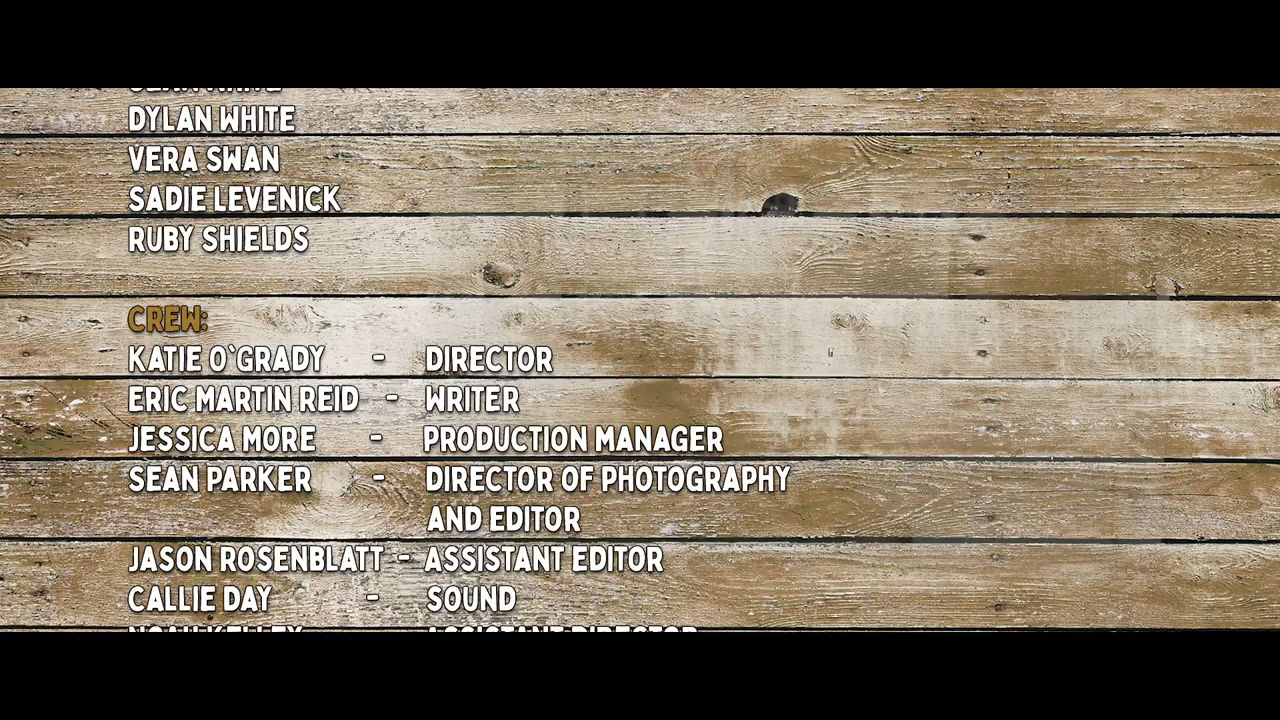 DYLAN WHITE
VERA SWAN
SADIE LEVENICK
RUBY SHIELDS
CREW:
KATIE O`GRADY - DIRECTOR
ERIC MARTIN REID - WRITER
JESSICA MORE - PRODUCTION MANAGER
SEAN PARKER - DIRECTOR OF PHOTOGRAPHY
AND EDITOR
JASON ROSENBLATT - ASSISTANT EDITOR
CALLIE DAY - SOUND